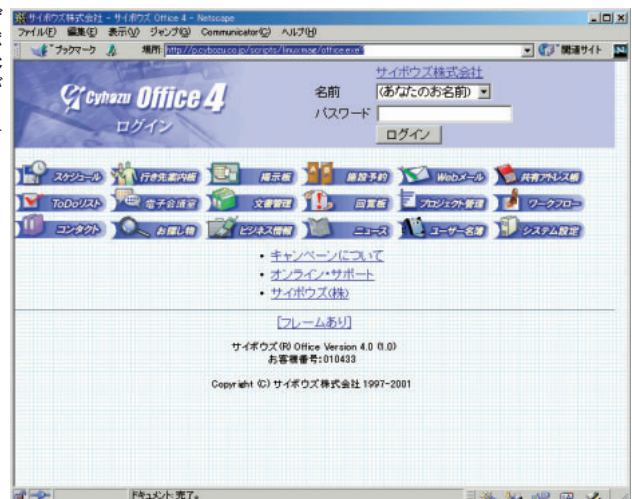 サイボウズ株式会社 - サイボウズ Office 4 - Netscape
ファイル(F) 編集(E) 表示(V) ジャンプ(G) Communicator(C) ヘルプ(H)
ブックマーク 場所: 関連サイト
Cybozu Office 4
ログイン
サイボウズ株式会社
名前 (あなたのお名前)
パスワード
ログイン
スケジュール 行き先案内板 掲示板 施設予約 Webメール 共有アドレス帳
ToDoリスト 電子会議室 文書管理 回覧板 プロジェクト管理 ワークフロー
コンタクト お探し物 ビジネス情報 ニュース ユーザー名簿 システム設定
• キャンペーンについて
• オンライン・サポート
• サイボウズ(株)
[フレームあり]
サイボウズ(R) Office Version 4.0 (1.0)
お客様番号:010433
Copyright (C) サイボウズ株式会社 1997-2001
ドキュメント: 完了。